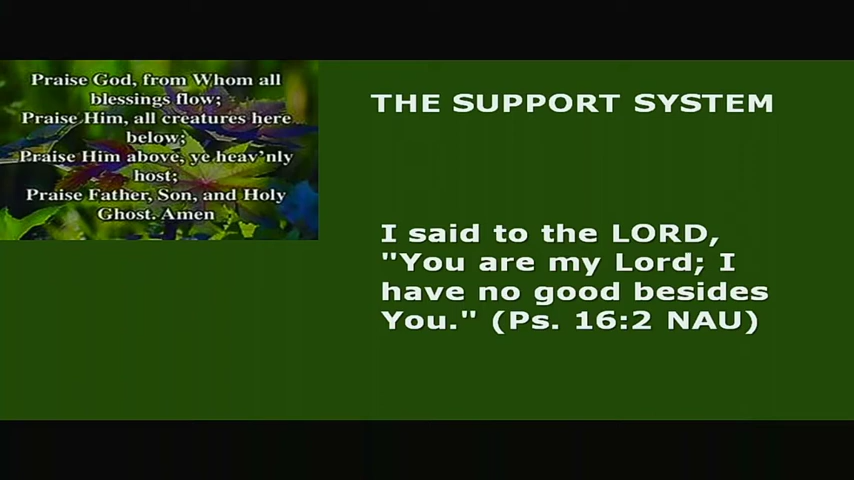 Praise God, from Whom all
blessings flow;
Praise Him, all creatures here
below;
Praise Him above, ye heav'nly
host;
Praise Father, Son, and Holy
Ghost. Amen
THE SUPPORT SYSTEM
I said to the LORD,
"You are my Lord; I
have no good besides
You." (Ps. 16:2 NAU)